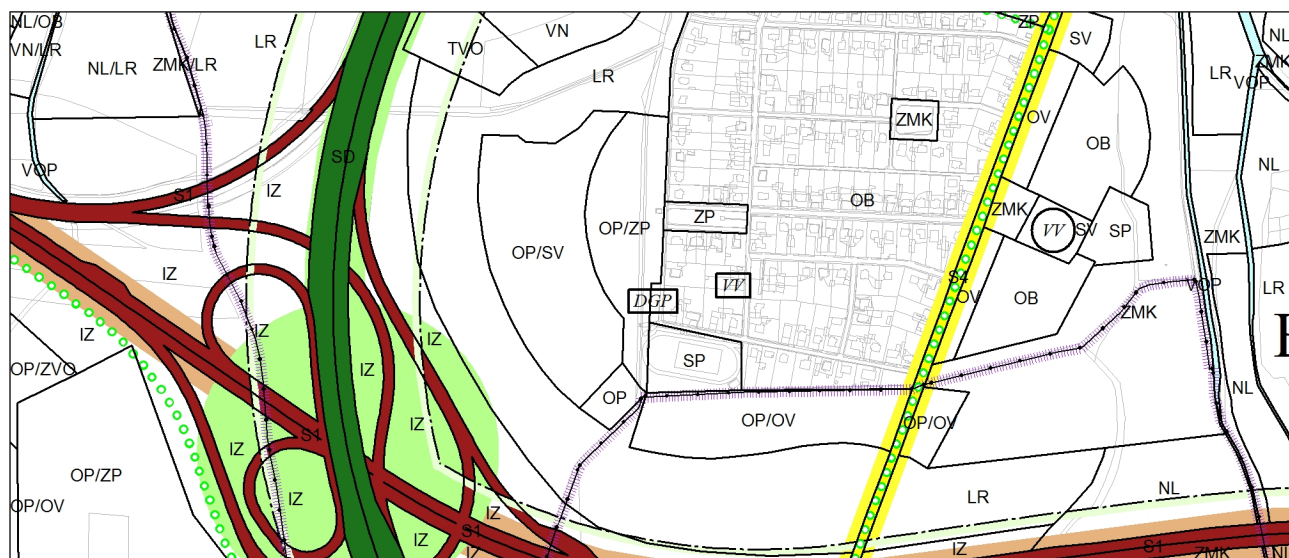 NL/OB
VN/LR
NL/LR
ZMK/LR
LR
TVO
VN
LR
ZP
SV
LR
NL
ZMK
VOP
VOP
S1
IZ
SD
ZMK
OV
OB
NL
OP/SV
OP/ZP
ZP
OB
ZMK
VV
SV
SP
ZMK
IZ
IZ
IZ
DGP
VV
S4
OV
OB
VOP
ZMK
LR
IZ
IZ
OP/ZVO
IZ
SP
OP
NL
IZ
IZ
S1
OP/OV
OP/OV
OP/ZP
OP/OV
IZ
IZ
S1
IZ
IZ
LR
NL
IZ
S1
ZMK
NL